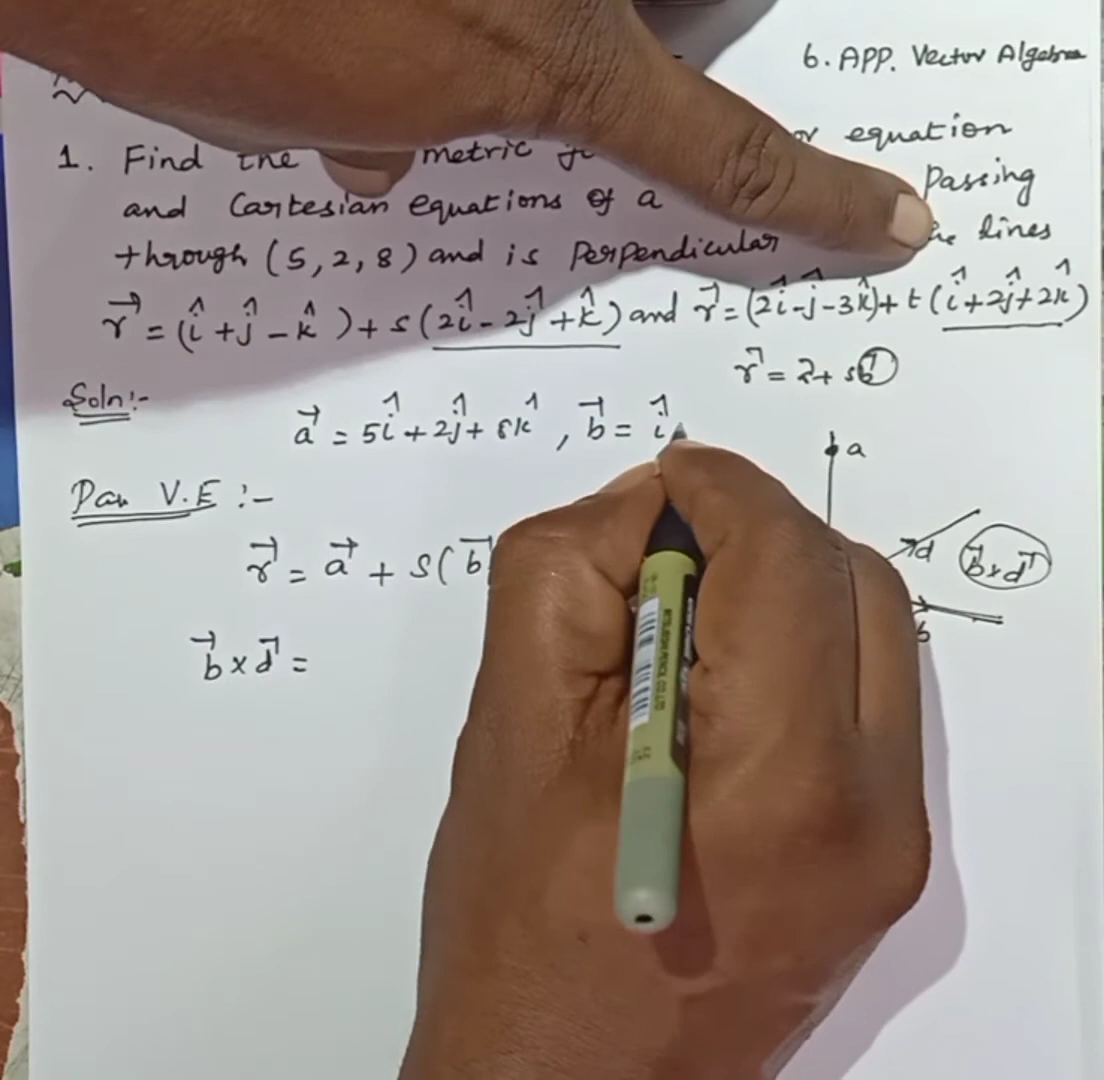 6. APP. Vector Algebra
1. Find the metric equation
and Cartesian equations of a Passing
through (5, 2, 8) and is Perpendicular lines
r⃗ = (î + ĵ - k̂) + s(2î - 2ĵ + k̂) and r⃗ = (2î - ĵ - 3k̂) + t(î + 2ĵ + 2k̂)
Soln:-
a⃗ = 5î + 2ĵ + 8k̂ , b⃗ = î
a
Par V.E :-
r⃗ = a⃗ + s(b⃗
d
b⃗ x d⃗
b
b⃗ x d⃗ =